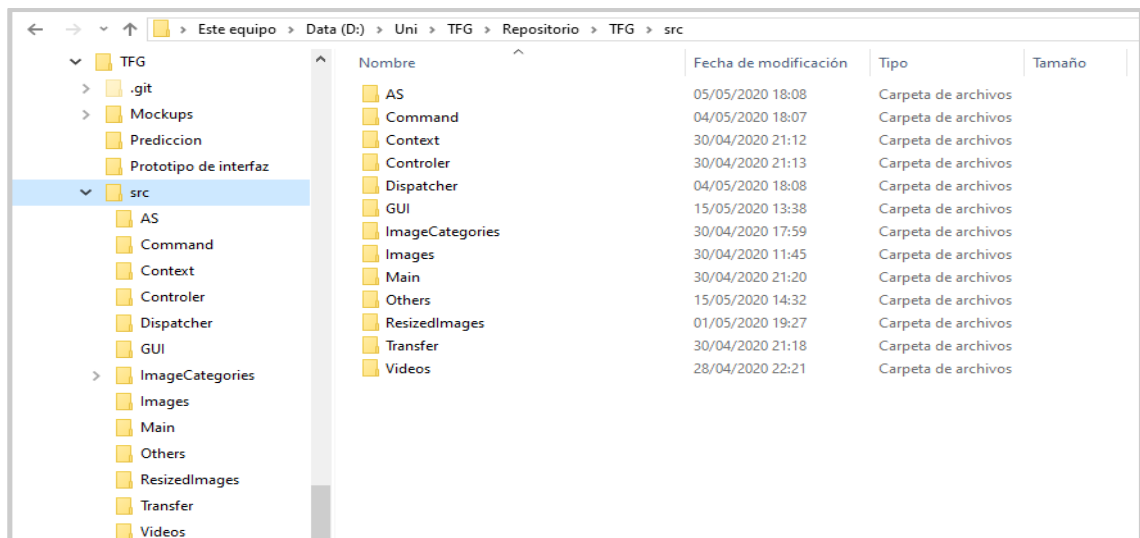 Este equipo > Data (D:) > Uni > TFG > Repositorio > TFG > src
TFG
.git
Mockups
Prediccion
Prototipo de interfaz
src
AS
Command
Context
Controler
Dispatcher
GUI
ImageCategories
Images
Main
Others
ResizedImages
Transfer
Videos
Nombre Fecha de modificación Tipo Tamaño
AS 05/05/2020 18:08 Carpeta de archivos
Command 04/05/2020 18:07 Carpeta de archivos
Context 30/04/2020 21:12 Carpeta de archivos
Controler 30/04/2020 21:13 Carpeta de archivos
Dispatcher 04/05/2020 18:08 Carpeta de archivos
GUI 15/05/2020 13:38 Carpeta de archivos
ImageCategories 30/04/2020 17:59 Carpeta de archivos
Images 30/04/2020 11:45 Carpeta de archivos
Main 30/04/2020 21:20 Carpeta de archivos
Others 15/05/2020 14:32 Carpeta de archivos
ResizedImages 01/05/2020 19:27 Carpeta de archivos
Transfer 30/04/2020 21:18 Carpeta de archivos
Videos 28/04/2020 22:21 Carpeta de archivos